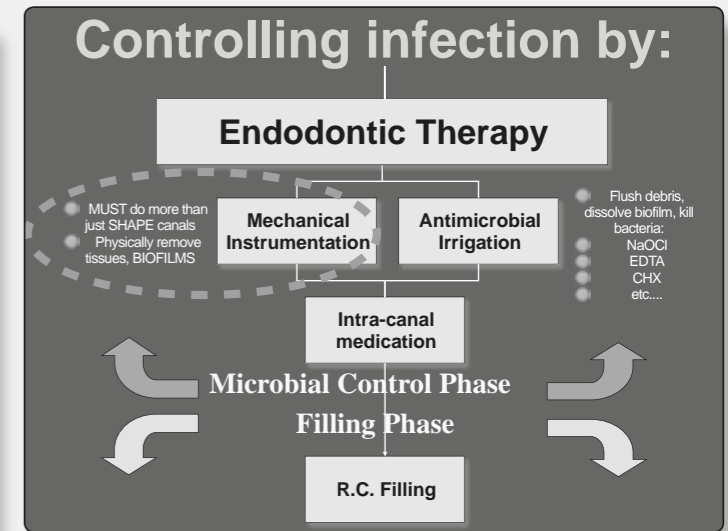 Controlling infection by:
Endodontic Therapy
MUST do more than
just SHAPE canals
Physically remove
tissues, BIOFILMS
Mechanical
Instrumentation
Antimicrobial
Irrigation
Flush debris,
dissolve biofilm, kill
bacteria:
NaOCl
EDTA
CHX
etc....
Intra-canal
medication
Microbial Control Phase
Filling Phase
R.C. Filling